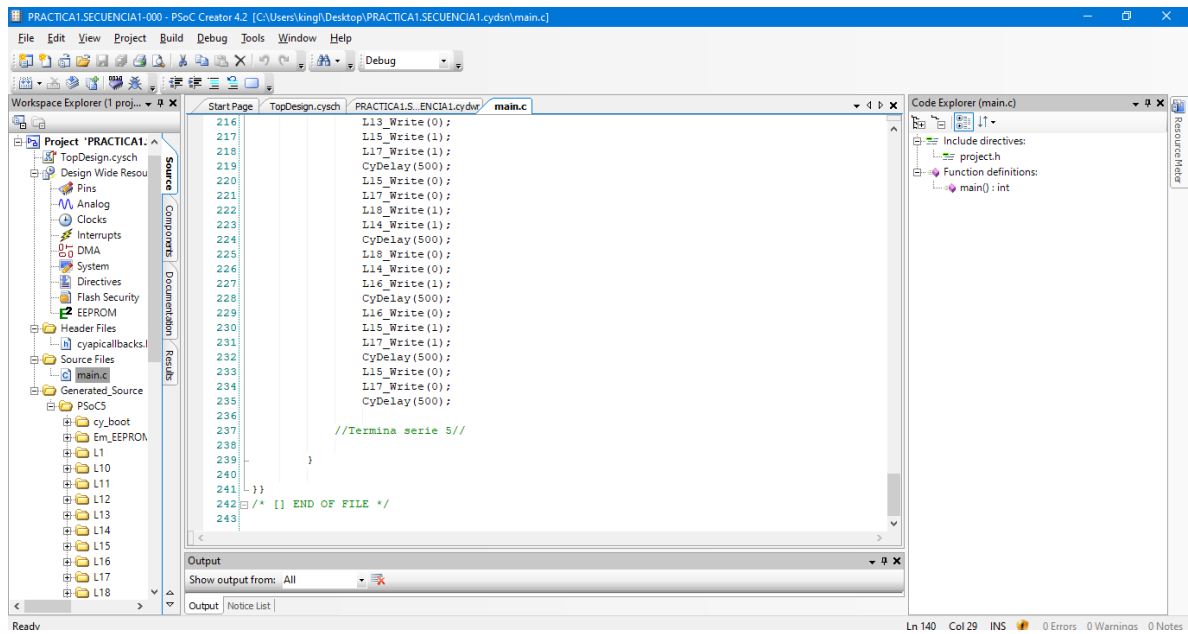 PRACTICA1.SECUENCIA1-000 - PSoC Creator 4.2 [C:\Users\kingl\Desktop\PRACTICA1.SECUENCIA1.cydsn\main.c]
File Edit View Project Build Debug Tools Window Help
Debug
Workspace Explorer (1 proj...
Project 'PRACTICA1.
TopDesign.cysch
Design Wide Resou
Pins
Analog
Clocks
Interrupts
DMA
System
Directives
Flash Security
EEPROM
Header Files
cyapicallbacks.l
Source Files
main.c
Generated_Source
PSoC5
cy_boot
Em_EEPROM
L1
L10
L11
L12
L13
L14
L15
L16
L17
L18
Source
Components
Documentation
Results
Start Page TopDesign.cysch PRACTICA1.S...ENCIA1.cydwr main.c
216 L13_Write(0);
217 L15_Write(1);
218 L17_Write(1);
219 CyDelay(500);
220 L15_Write(0);
221 L17_Write(0);
222 L18_Write(1);
223 L14_Write(1);
224 CyDelay(500);
225 L18_Write(0);
226 L14_Write(0);
227 L16_Write(1);
228 CyDelay(500);
229 L16_Write(0);
230 L15_Write(1);
231 L17_Write(1);
232 CyDelay(500);
233 L15_Write(0);
234 L17_Write(0);
235 CyDelay(500);
236
237 //Termina serie 5//
238
239 }
240
241 }}
242 /* [] END OF FILE */
243
Output
Show output from: All
Output Notice List
Code Explorer (main.c)
Include directives:
project.h
Function definitions:
main() : int
Resource Meter
Ready
Ln 140 Col 29 INS 0 Errors 0 Warnings 0 Notes